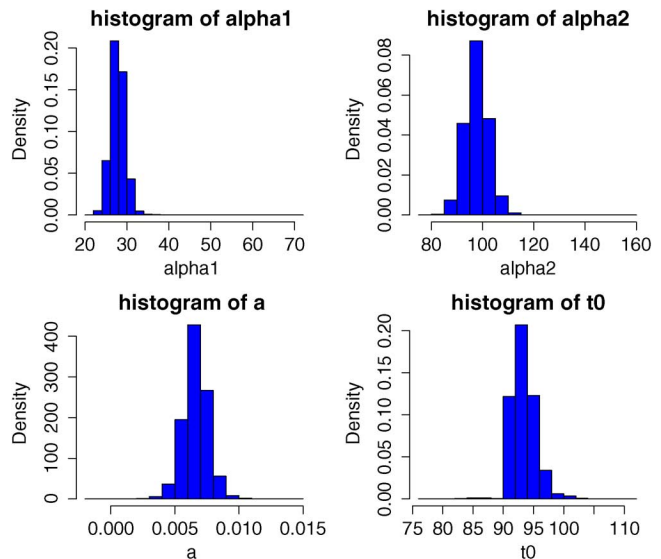 histogram of alpha1
Density
0.00 0.05 0.10 0.15 0.20
20 30 40 50 60 70
alpha1
histogram of alpha2
Density
0.00 0.02 0.04 0.06 0.08
80 100 120 140 160
alpha2
histogram of a
Density
0 100 200 300 400
0.000 0.005 0.010 0.015
a
histogram of t0
Density
0.00 0.05 0.10 0.15 0.20
75 80 85 90 95 100 110
t0